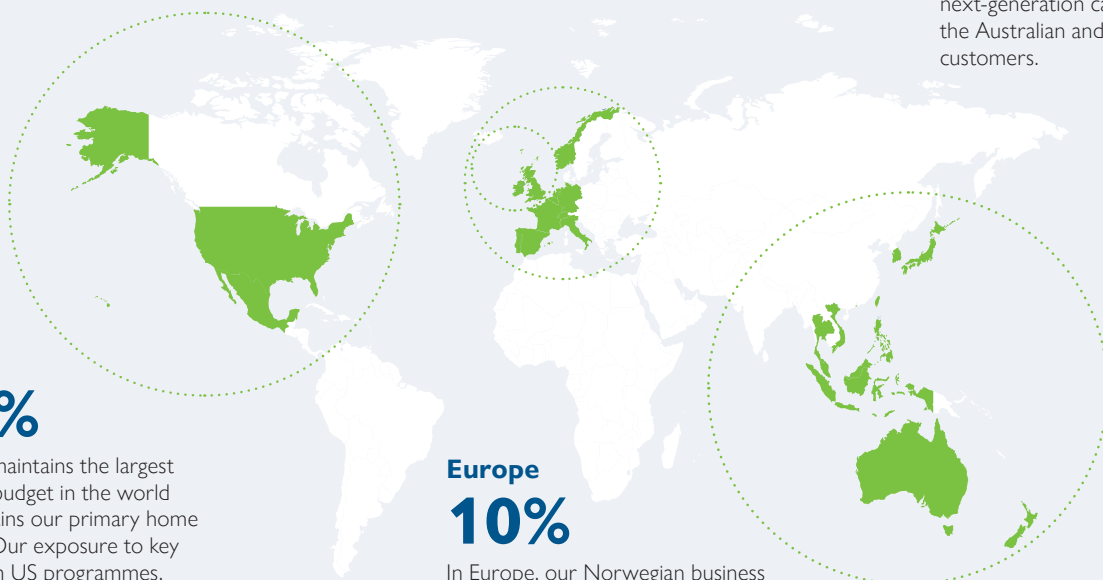 next-generation ca
the Australian and
customers.
%
naintains the largest
budget in the world
ins our primary home
Our exposure to key
n US programmes,
Europe
10%
In Europe, our Norwegian business